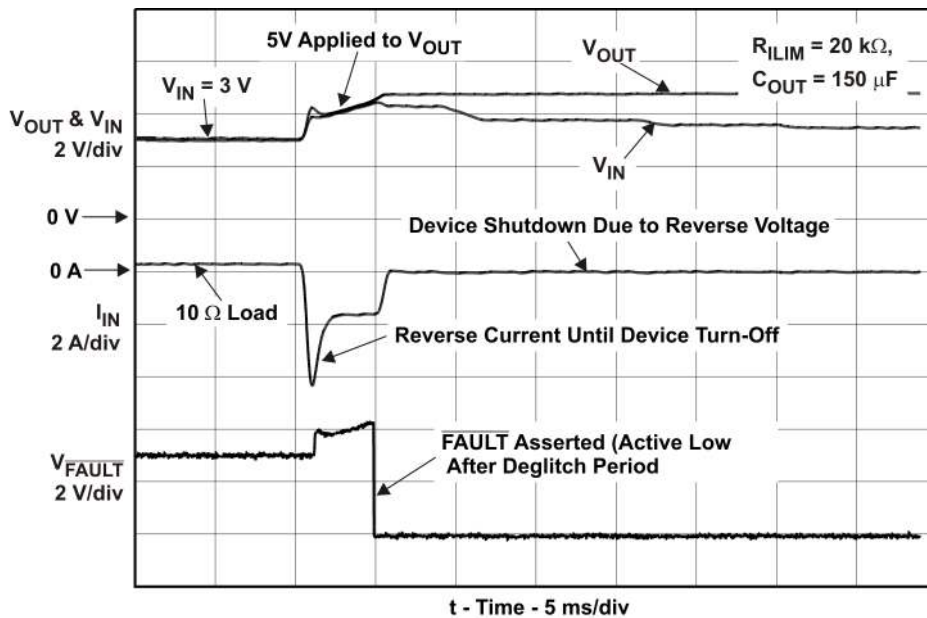 5V Applied to VOUT
VIN = 3 V
VOUT
RILIM = 20 kΩ,
COUT = 150 μF
VOUT & VIN
2 V/div
VIN
0 V
Device Shutdown Due to Reverse Voltage
0 A
10 Ω Load
IIN
2 A/div
Reverse Current Until Device Turn-Off
FAULT Asserted (Active Low
After Deglitch Period
VFAULT
2 V/div
t - Time - 5 ms/div